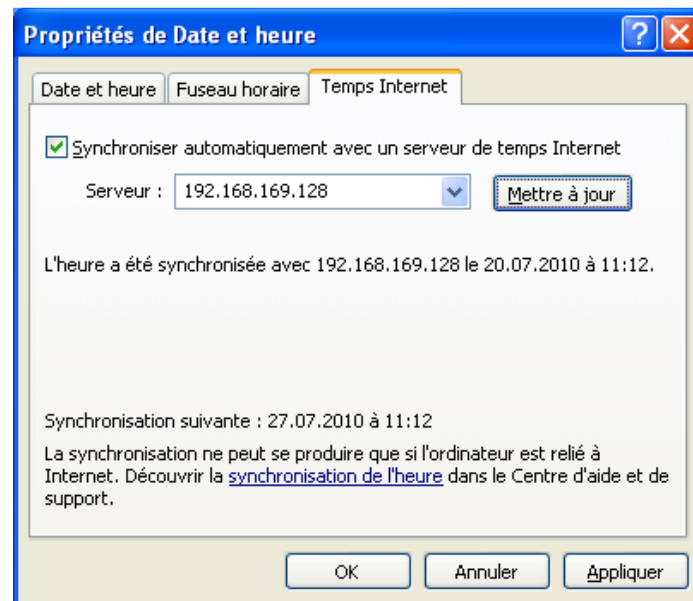 Propriétés de Date et heure
Date et heure
Fuseau horaire
Temps Internet
Synchroniser automatiquement avec un serveur de temps Internet
Serveur : 192.168.169.128 Mettre à jour
L'heure a été synchronisée avec 192.168.169.128 le 20.07.2010 à 11:12.
Synchronisation suivante : 27.07.2010 à 11:12
La synchronisation ne peut se produire que si l'ordinateur est relié à
Internet. Découvrir la synchronisation de l'heure dans le Centre d'aide et de
support.
OK
Annuler
Appliquer